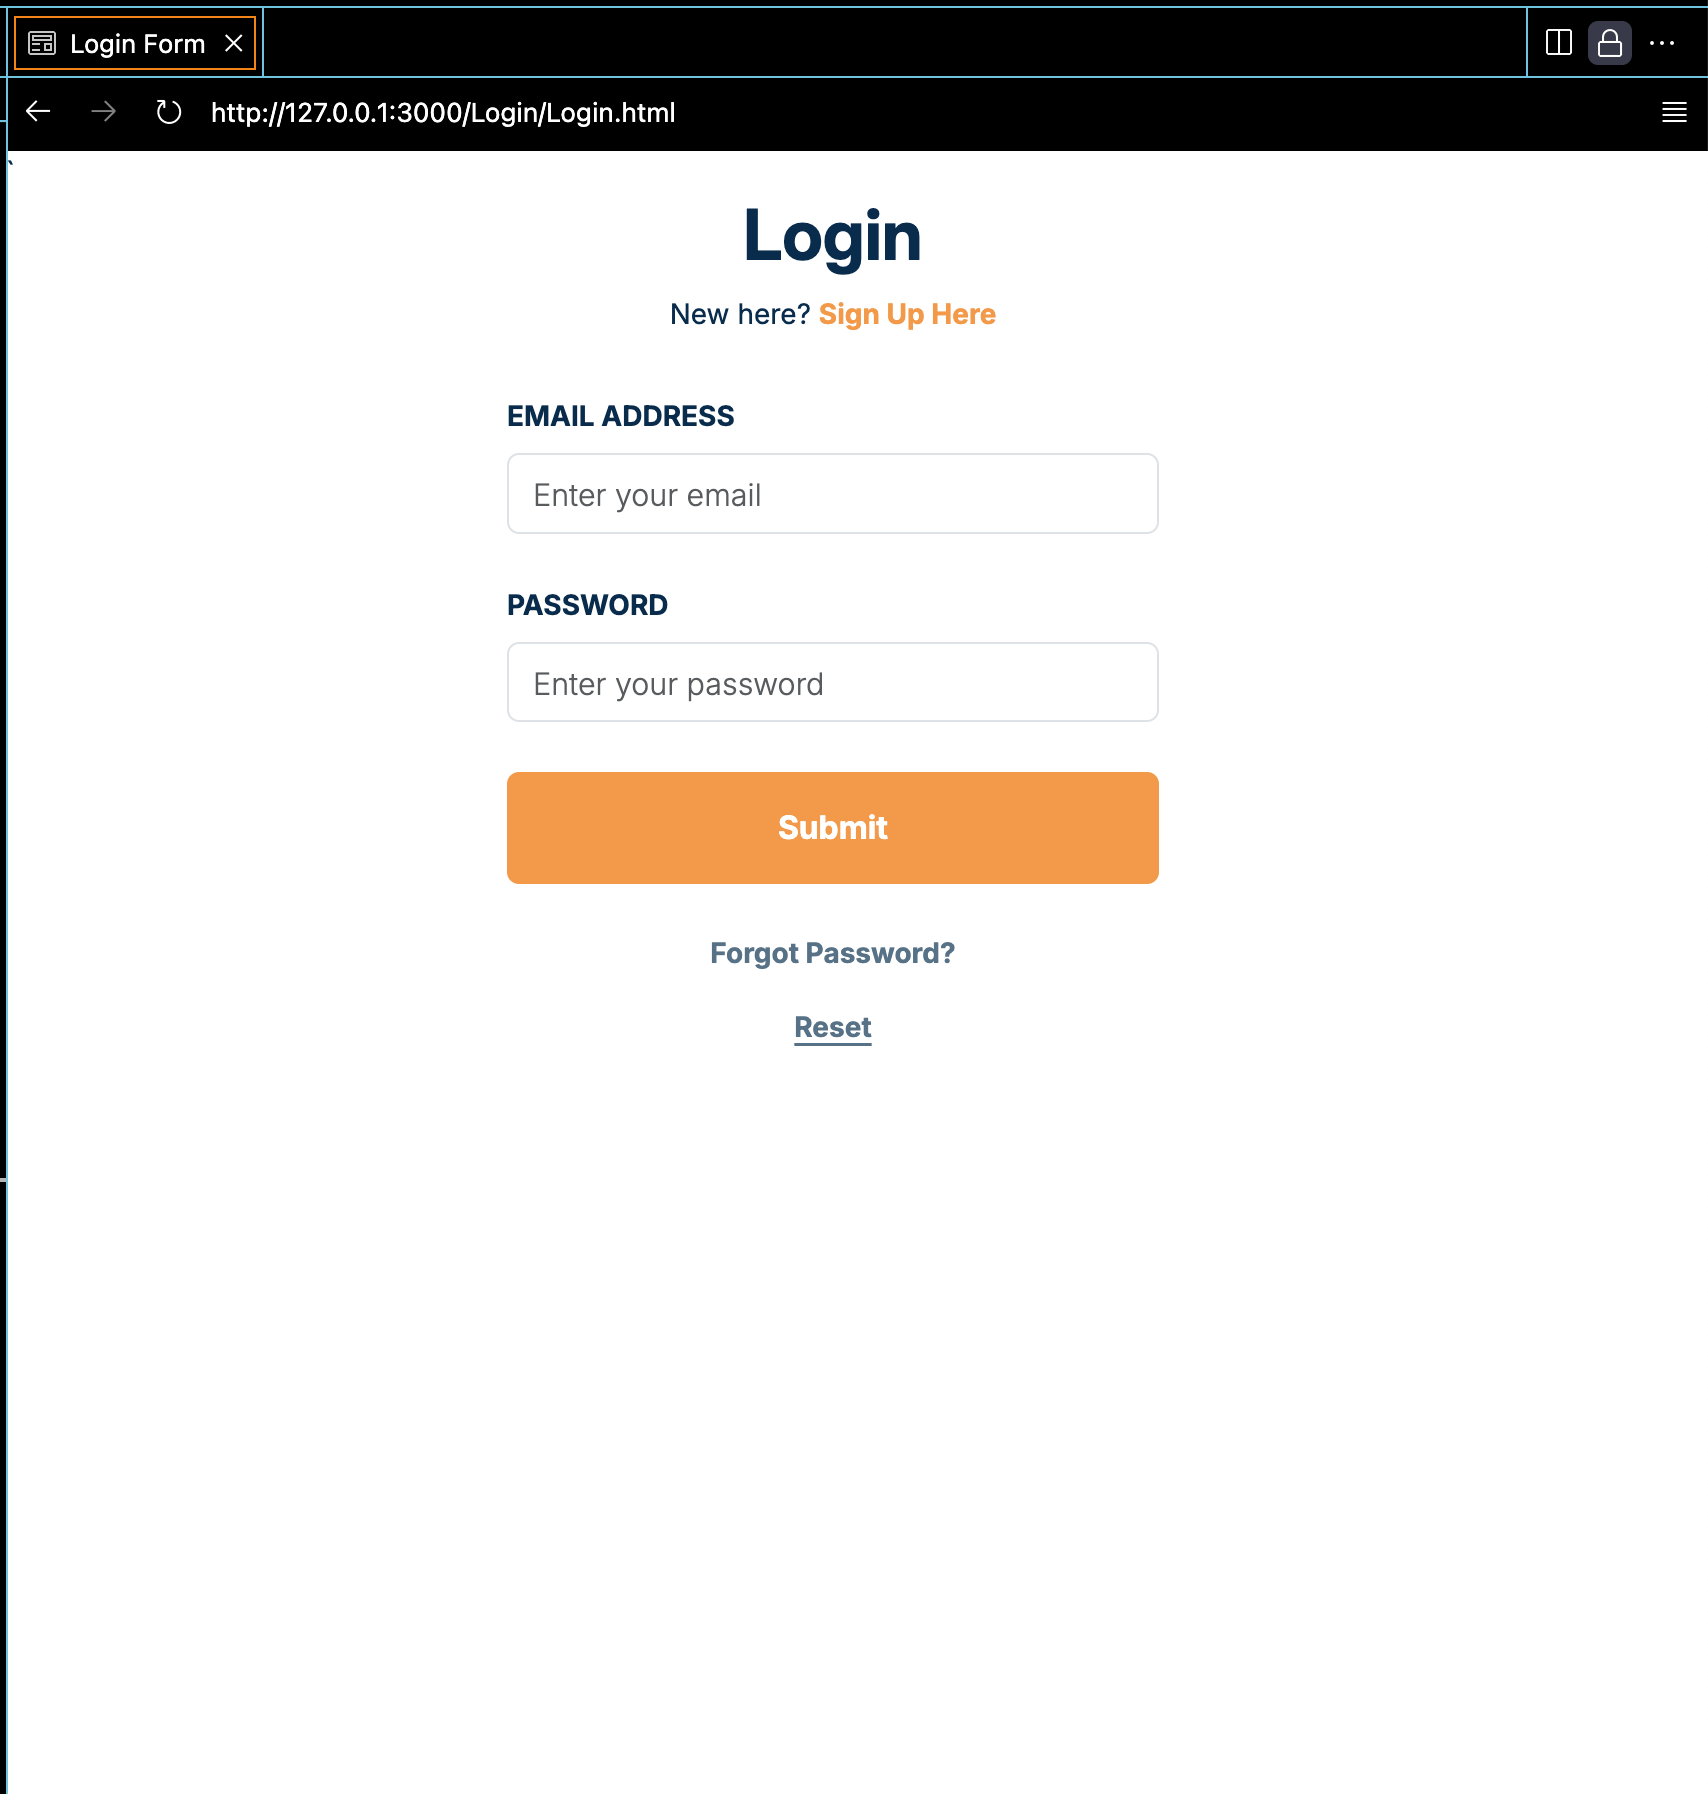 Login Form
http://127.0.0.1:3000/Login/Login.html
`
Login
New here? Sign Up Here
EMAIL ADDRESS
Enter your email
PASSWORD
Enter your password
Submit
Forgot Password?
Reset